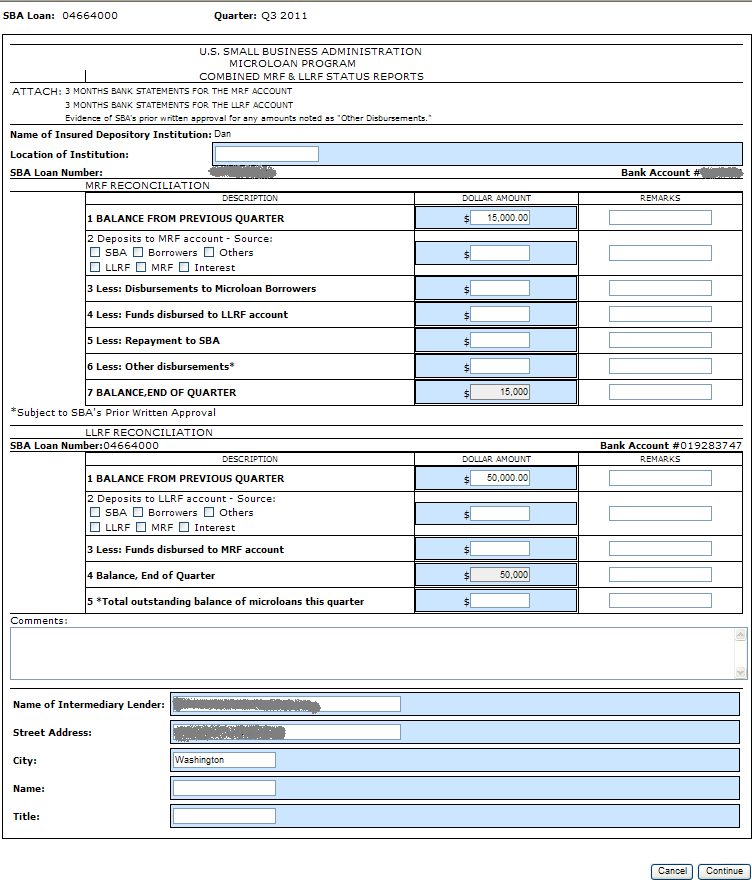 SBA Loan: 04664000 Quarter: Q3 2011
U.S. SMALL BUSINESS ADMINISTRATION
MICROLOAN PROGRAM
COMBINED MRF & LLRF STATUS REPORTS
ATTACH: 3 MONTHS BANK STATEMENTS FOR THE MRF ACCOUNT
3 MONTHS BANK STATEMENTS FOR THE LLRF ACCOUNT
Evidence of SBA's prior written approval for any amounts noted as "Other Disbursements."
Name of Insured Depository Institution: Dan
Location of Institution:
SBA Loan Number: Bank Account #
MRF RECONCILIATION
DESCRIPTION DOLLAR AMOUNT REMARKS
1 BALANCE FROM PREVIOUS QUARTER $ 15,000.00
2 Deposits to MRF account - Source:
SBA Borrowers Others $
LLRF MRF Interest
3 Less: Disbursements to Microloan Borrowers $
4 Less: Funds disbursed to LLRF account $
5 Less: Repayment to SBA $
6 Less: Other disbursements* $
7 BALANCE,END OF QUARTER $ 15,000
*Subject to SBA's Prior Written Approval
LLRF RECONCILIATION
SBA Loan Number:04664000 Bank Account #019283747
DESCRIPTION DOLLAR AMOUNT REMARKS
1 BALANCE FROM PREVIOUS QUARTER $ 50,000.00
2 Deposits to LLRF account - Source:
SBA Borrowers Others $
LLRF MRF Interest
3 Less: Funds disbursed to MRF account $
4 Balance, End of Quarter $ 50,000
5 *Total outstanding balance of microloans this quarter $
Comments:
Name of Intermediary Lender:
Street Address:
City: Washington
Name:
Title:
Cancel Continue